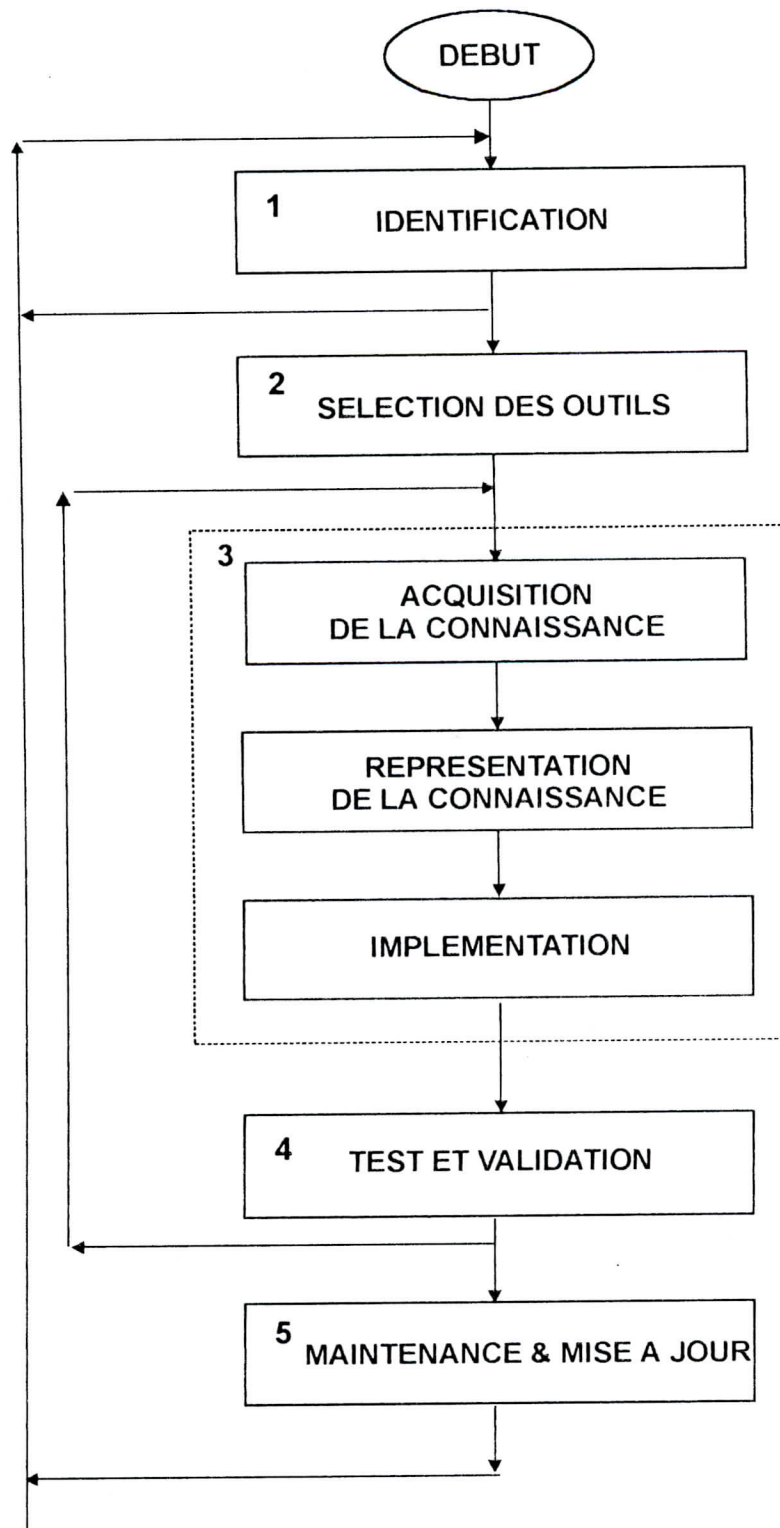 DEBUT
1
IDENTIFICATION
2
SELECTION DES OUTILS
3
ACQUISITION
DE LA CONNAISSANCE
REPRESENTATION
DE LA CONNAISSANCE
IMPLEMENTATION
4
TEST ET VALIDATION
5
MAINTENANCE & MISE A JOUR